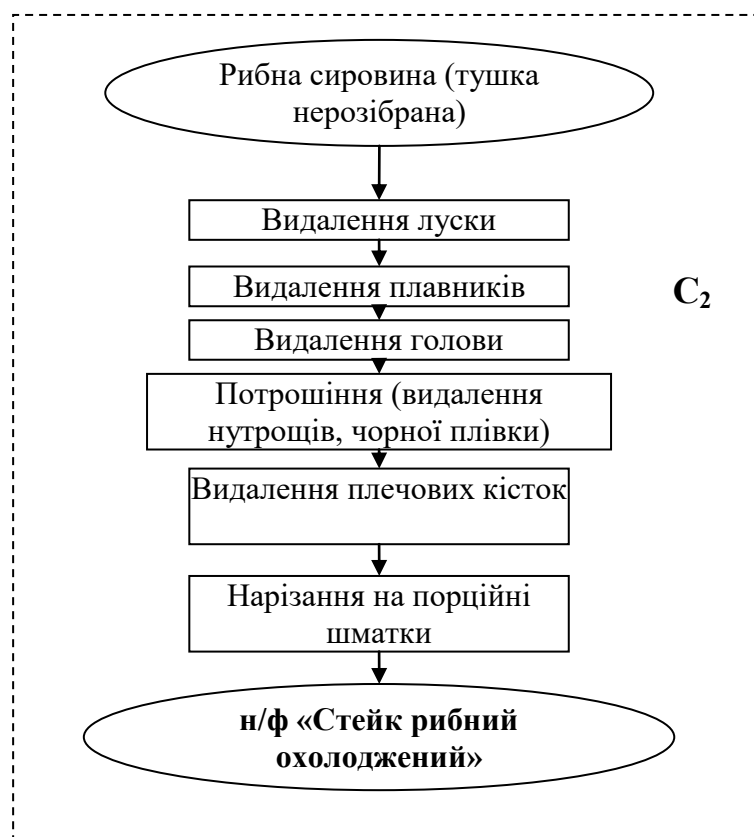 Рибна сировина (тушка
нерозібрана)
Видалення луски
Видалення плавників
С₂
Видалення голови
Потрошіння (видалення
нутрощів, чорної плівки)
Видалення плечових кісток
Нарізання на порційні
шматки
н/ф «Стейк рибний
охолоджений»